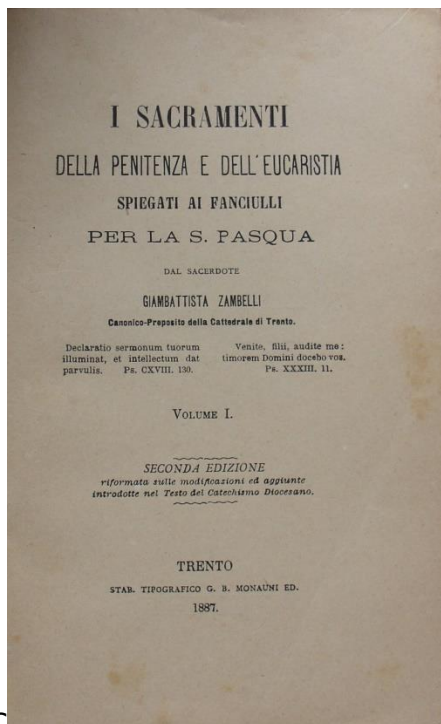 I SACRAMENTI
DELLA PENITENZA E DELL'EUCARISTIA
SPIEGATI AI FANCIULLI
PER LA S. PASQUA
DAL SACERDOTE
GIAMBATTISTA ZAMBELLI
Canonico-Preposito della Cattedrale di Trento.
Declaratio sermonum tuorum
illuminat, et intellectum dat
parvulis. Ps. CXVIII. 130.
Venite, filii, audite me:
timorem Domini docebo vos.
Ps. XXXIII. 11.
VOLUME I.
SECONDA EDIZIONE
riformata sulle modificazioni ed aggiunte
introdotte nel Testo del Catechismo Diocesano.
TRENTO
STAB. TIPOGRAFICO G. B. MONAUNI ED.
1887.